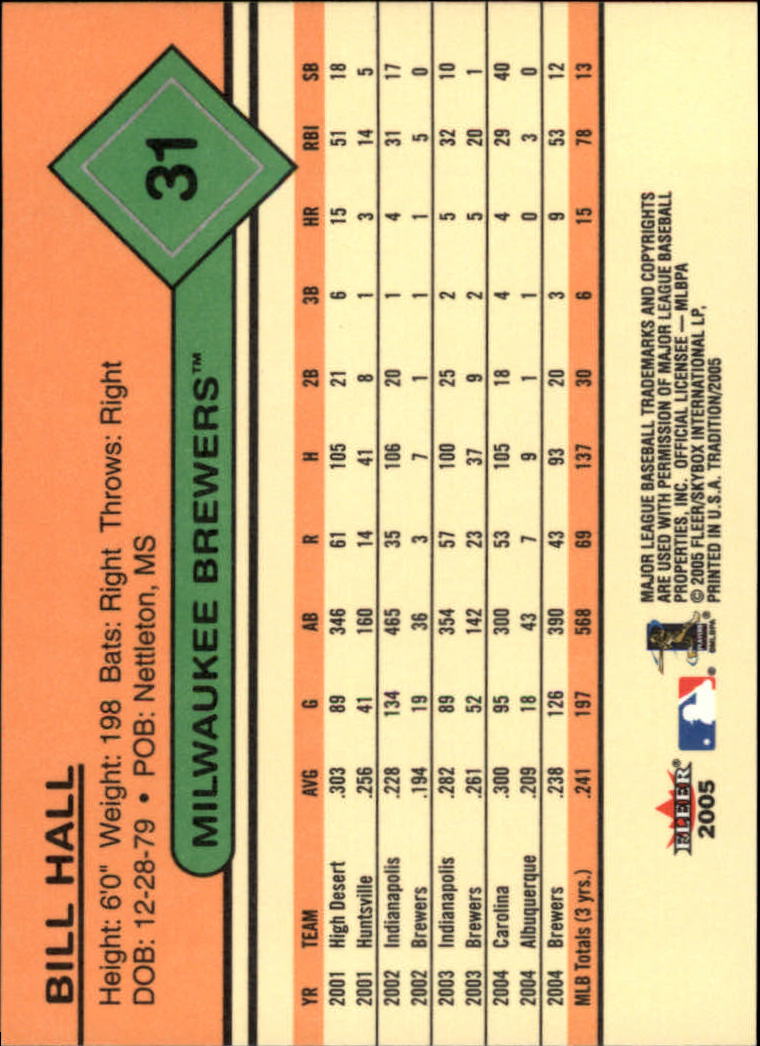 BILL HALL
Height: 6'0" Weight: 198 Bats: Right Throws: Right
DOB: 12-28-79 • POB: Nettleton, MS
MILWAUKEE BREWERS™
31
YR TEAM AVG G AB R H 2B 3B HR RBI SB
2001 High Desert .303 89 346 61 105 21 6 15 51 18
2001 Huntsville .256 41 160 14 41 8 1 3 14 5
2002 Indianapolis .228 134 465 35 106 20 1 4 31 17
2002 Brewers .194 19 36 3 7 1 1 1 5 0
2003 Indianapolis .282 89 354 57 100 25 2 5 32 10
2003 Brewers .261 52 142 23 37 9 2 5 20 1
2004 Carolina .300 95 300 53 105 18 4 4 29 40
2004 Albuquerque .209 18 43 7 9 1 1 0 3 0
2004 Brewers .238 126 390 43 93 20 3 9 53 12
MLB Totals (3 yrs.) .241 197 568 69 137 30 6 15 78 13
FLEER®
2005
®
©MLBPA
MAJOR LEAGUE BASEBALL TRADEMARKS AND COPYRIGHTS
ARE USED WITH PERMISSION OF MAJOR LEAGUE BASEBALL
PROPERTIES, INC. OFFICIAL LICENSEE — MLBPA
© 2005 FLEER/SKYBOX INTERNATIONAL LP,
PRINTED IN U.S.A. TRADITION/2005